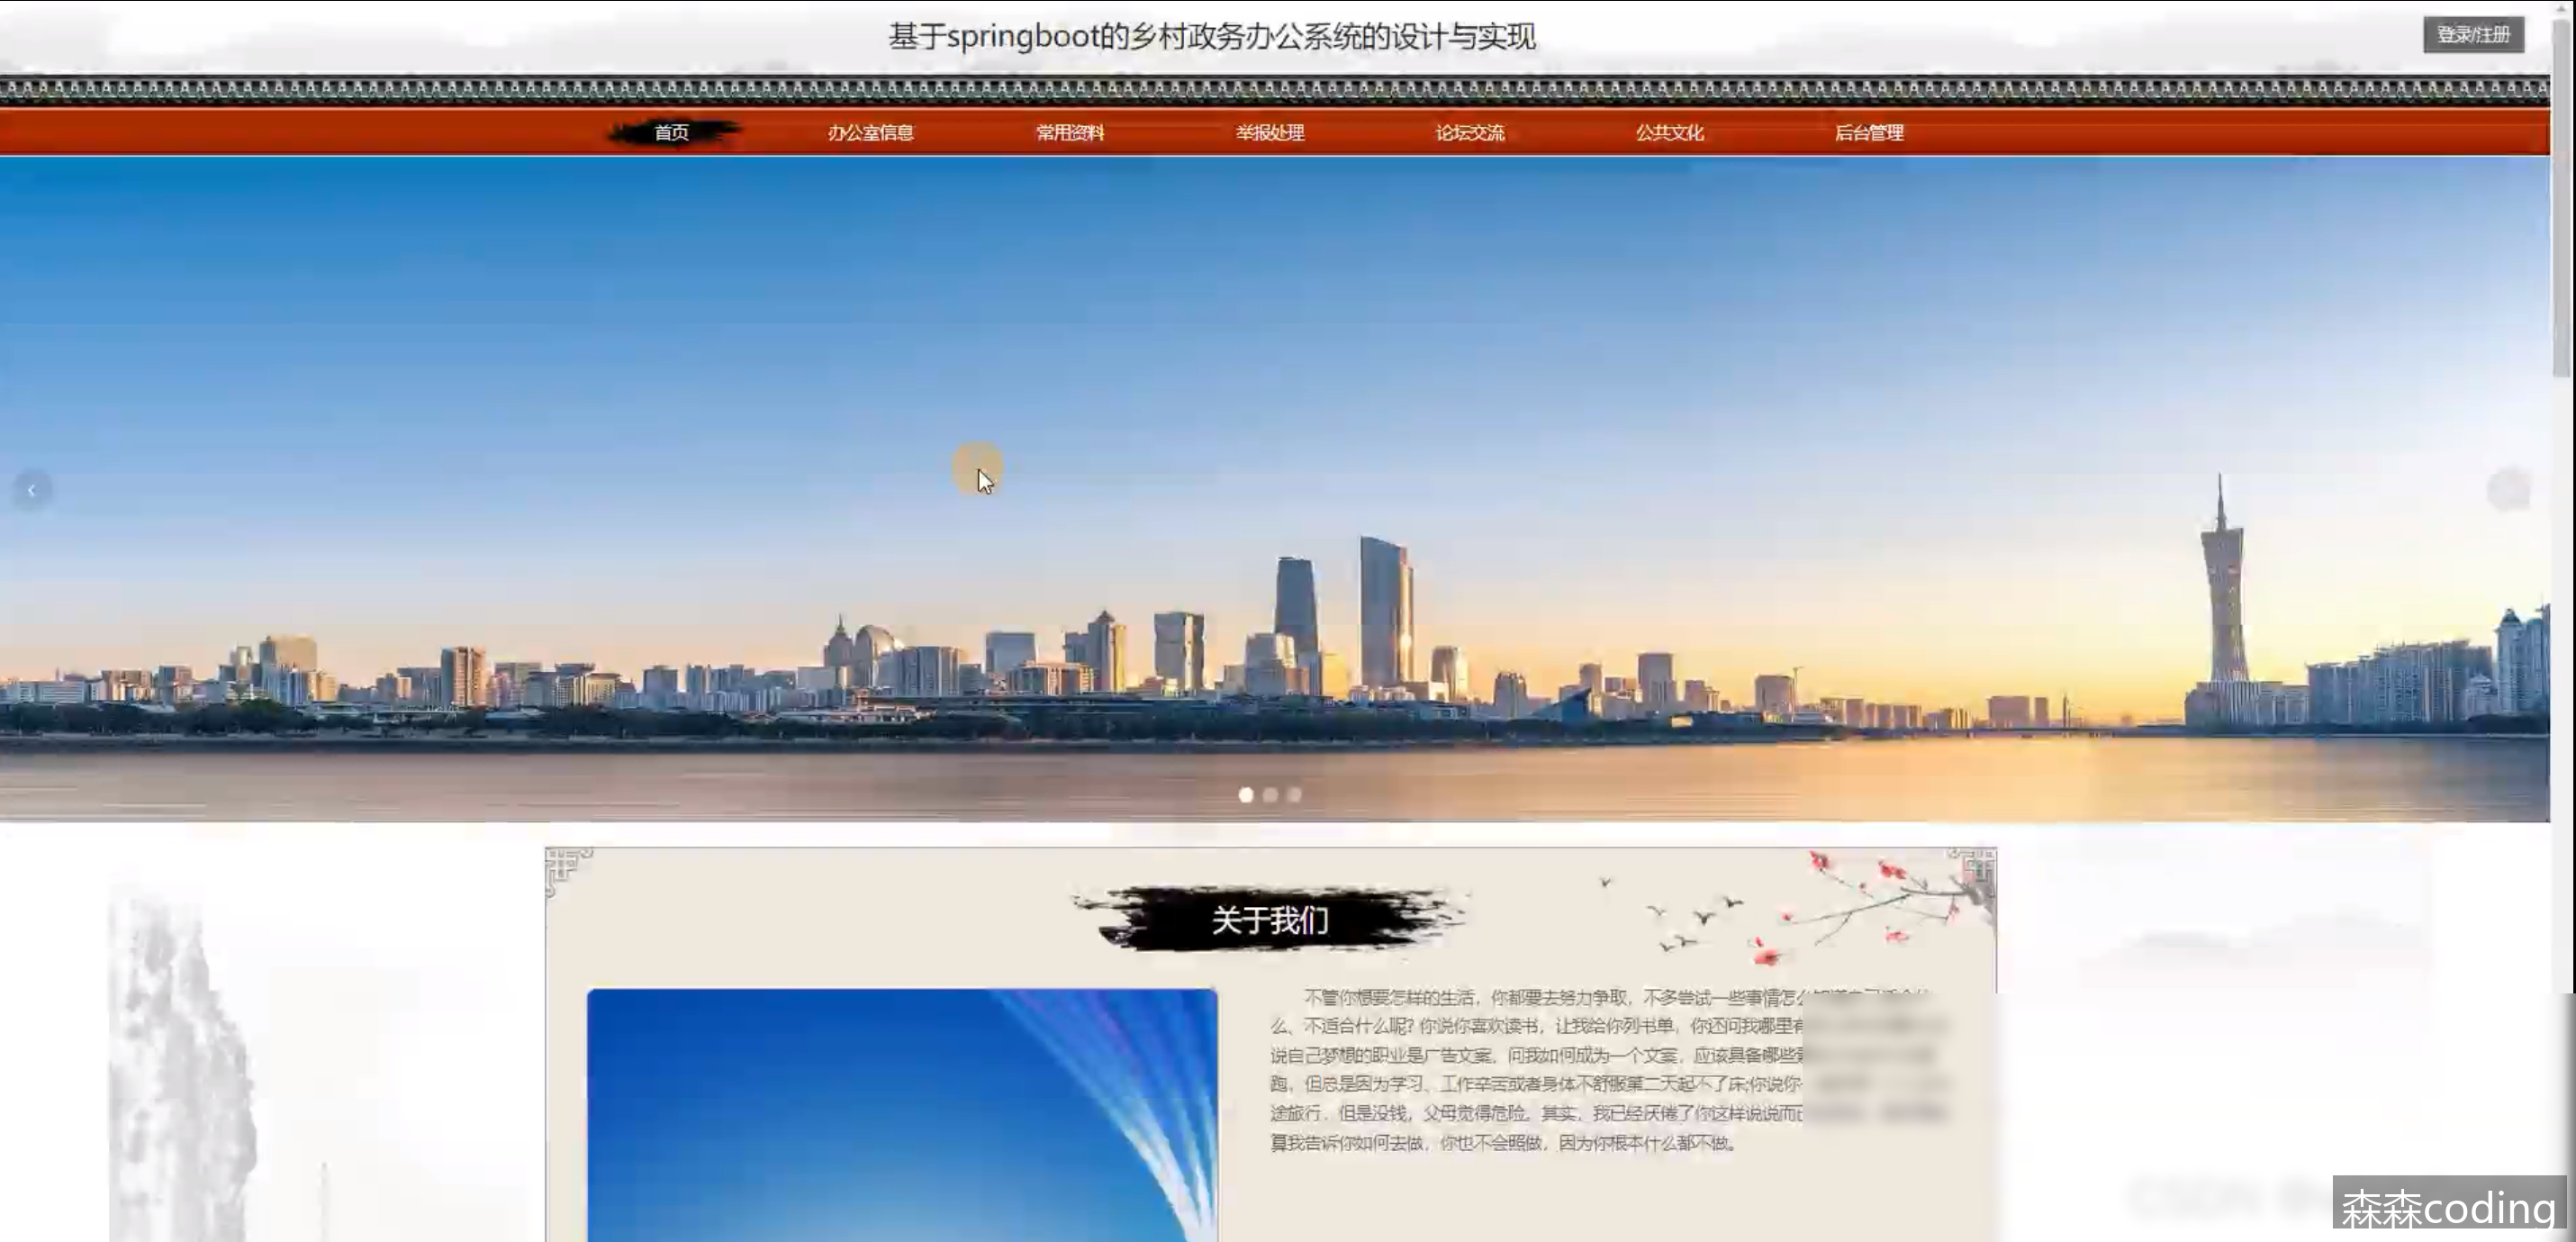 基于springboot的乡村政务办公系统的设计与实现
登录/注册
首页 办公室信息 常用资料 举报处理 论坛交流 公共文化 后台管理
关于我们
不管你想要怎样的生活，你都要去努力争取，不多尝试一些事情怎么
么、不适合什么呢? 你说你喜欢读书，让我给你列书单，你还问我哪里有
说自己梦想的职业是广告文案，问我如何成为一个文案，应该具备哪些
跑，但总是因为学习、工作辛苦或者身体不舒服第二天起不了床;你说你
途旅行，但是没钱，父母觉得危险。其实，我已经厌倦了你这样说说而
算我告诉你如何去做，你也不会照做，因为你根本什么都不做。
森森coding